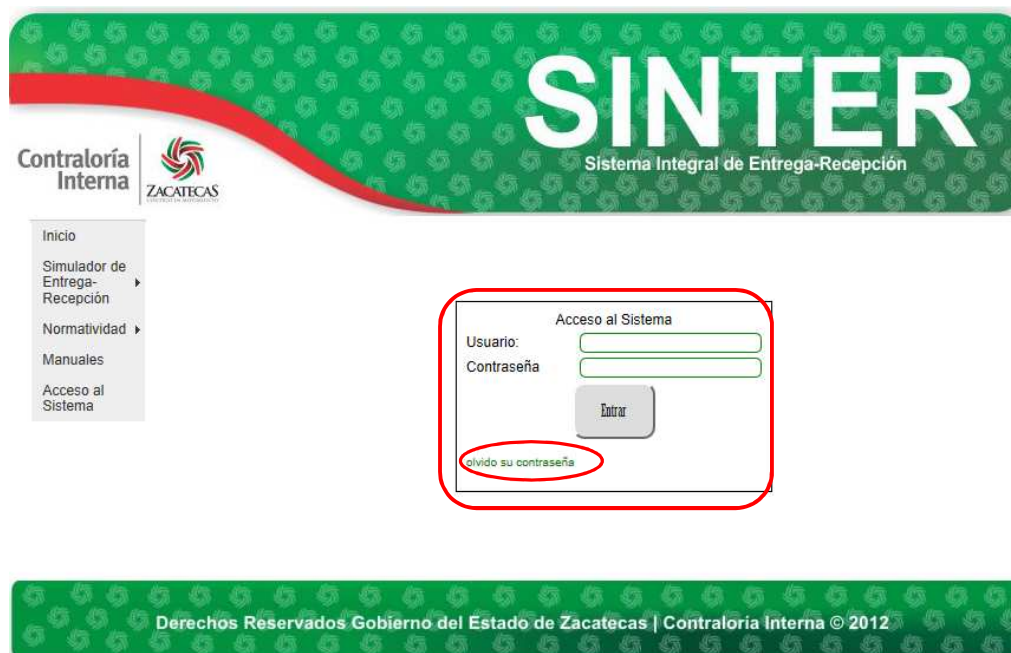 SINTER
Sistema Integral de Entrega-Recepción
Contraloría
Interna
ZACATECAS
Inicio
Simulador de
Entrega-
Recepción
Normatividad
Manuales
Acceso al
Sistema
Acceso al Sistema
Usuario:
Contraseña
Entrar
olvido su contraseña
Derechos Reservados Gobierno del Estado de Zacatecas | Contraloría Interna © 2012